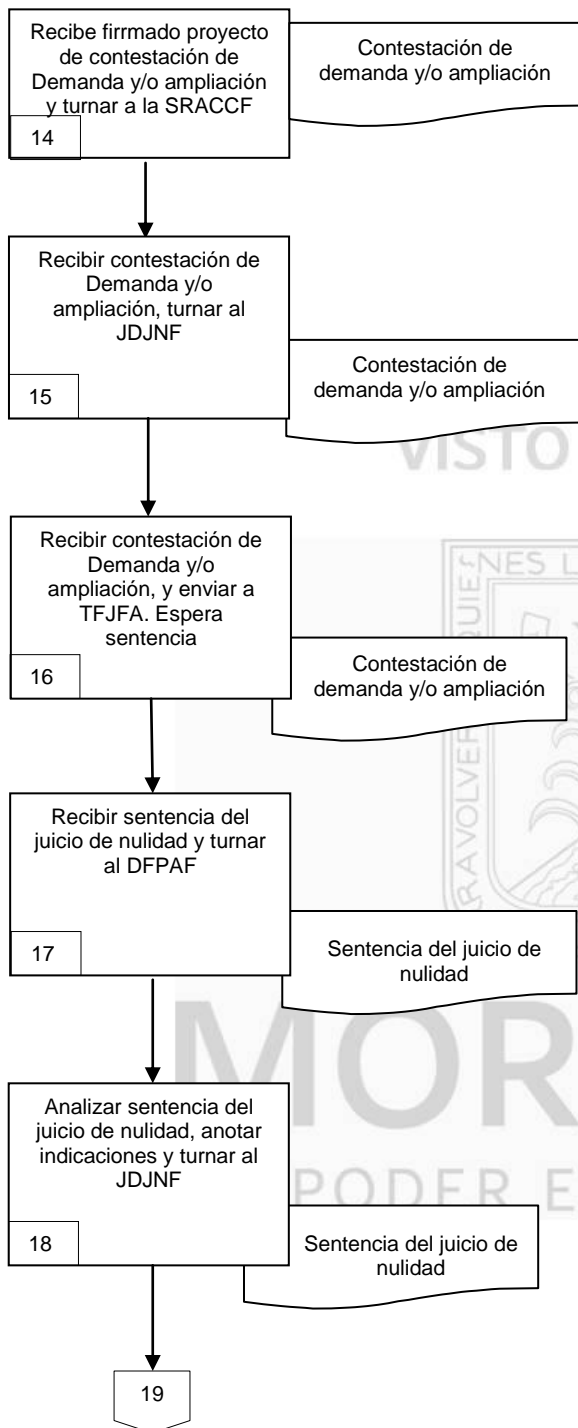 Recibe firrmado proyecto
de contestación de
Demanda y/o ampliación
y turnar a la SRACCF
14
Contestación de
demanda y/o ampliación
Recibir contestación de
Demanda y/o
ampliación, turnar al
JDJNF
15
Contestación de
demanda y/o ampliación
VISTO
Recibir contestación de
Demanda y/o
ampliación, y enviar a
TFJFA. Espera
sentencia
16
Contestación de
demanda y/o ampliación
QUIENES L
RA VOLVER
Recibir sentencia del
juicio de nulidad y turnar
al DFPAF
17
Sentencia del juicio de
nulidad
MOR
Analizar sentencia del
juicio de nulidad, anotar
indicaciones y turnar al
JDJNF
18
PODER E
Sentencia del juicio de
nulidad
19